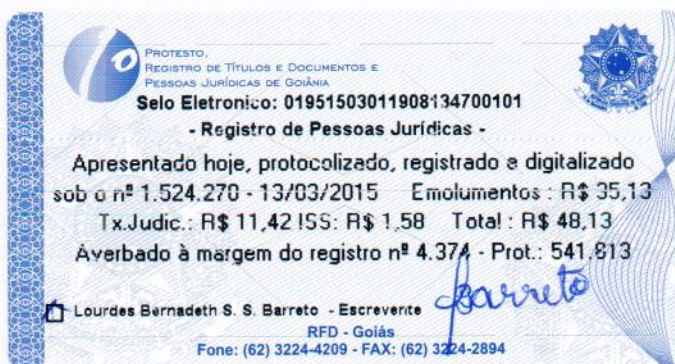 PROTESTO,
REGISTRO DE TÍTULOS E DOCUMENTOS E
PESSOAS JURÍDICAS DE GOIÂNIA
Selo Eletronico: 01951503011908134700101
- Registro de Pessoas Jurídicas -
Apresentado hoje, protocolizado, registrado e digitalizado
sob o nº 1.524.270 - 13/03/2015 Emolumentos : R$ 35,13
Tx.Judic.: R$ 11,42 ISS: R$ 1,58 Total : R$ 48,13
Averbado à margem do registro nº 4.374 - Prot.: 541.813
Barreto
Lourdes Bernadeth S. S. Barreto - Escrevente
RFD - Goiás
Fone: (62) 3224-4209 - FAX: (62) 3224-2894